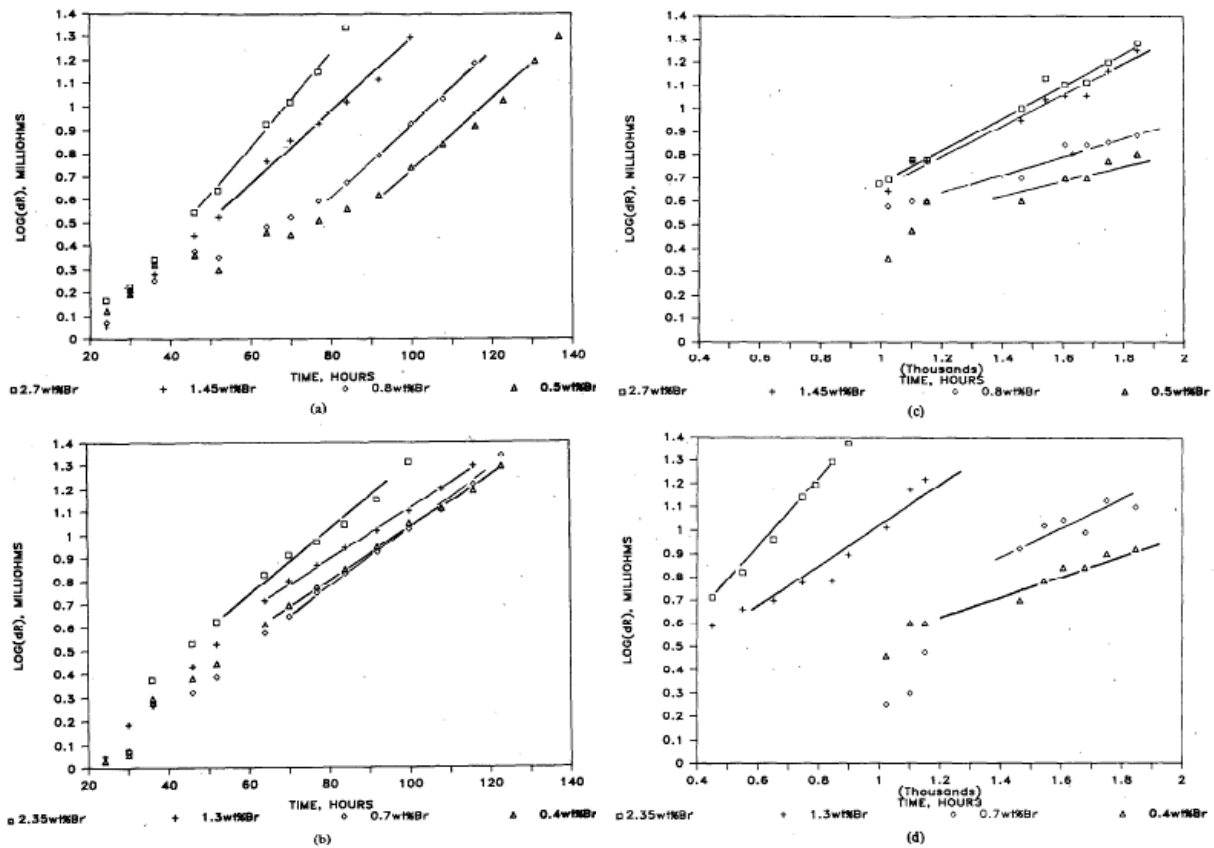 1.4
1.3
1.2
1.1
1
0.9
0.8
0.7
0.6
0.5
0.4
0.3
0.2
0.1
0
LOG(dR), MILLIOHMS
20 40 60 80 100 120 140
TIME, HOURS
2.7wt%Br 1.45wt%Br 0.8wt%Br 0.5wt%Br
(a)
1.4
1.3
1.2
1.1
1
0.9
0.8
0.7
0.6
0.5
0.4
0.3
0.2
0.1
0
LOG(dR), NILLIOHMS
0.4 0.6 0.8 1 1.2 1.4 1.6 1.8 2
(Thousands)
TIME, HOURS
2.7wt%Br 1.45wt%Br 0.8wt%Br 0.5wt%Br
(c)
1.4
1.3
1.2
1.1
1
0.9
0.8
0.7
0.6
0.5
0.4
0.3
0.2
0.1
0
LOG(dR), MILLIOHMS
20 40 60 80 100 120 140
TIME, HOURS
2.35wt%Br 1.3wt%Br 0.7wt%Br 0.4wt%Br
(b)
1.4
1.3
1.2
1.1
1
0.9
0.8
0.7
0.6
0.5
0.4
0.3
0.2
0.1
0
LOG(dR), MILLIOHMS
0.4 0.6 0.8 1 1.2 1.4 1.6 1.8 2
(Thousands)
TIME, HOURS
2.35wt%Br 1.3wt%Br 0.7wt%Br 0.4wt%Br
(d)